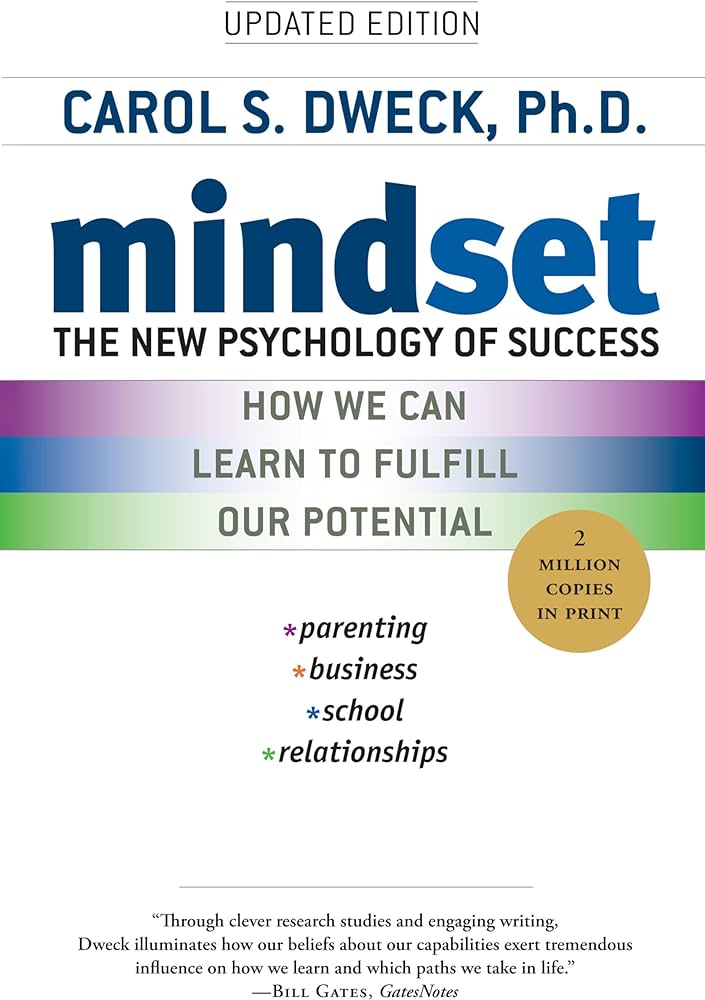 UPDATED EDITION
CAROL S. DWECK, Ph.D.
mindset
THE NEW PSYCHOLOGY OF SUCCESS
HOW WE CAN
LEARN TO FULFILL
OUR POTENTIAL
2
MILLION
COPIES
IN PRINT
*parenting
*business
*school
*relationships
“Through clever research studies and engaging writing,
Dweck illuminates how our beliefs about our capabilities exert tremendous
influence on how we learn and which paths we take in life.”
—BILL GATES, GatesNotes